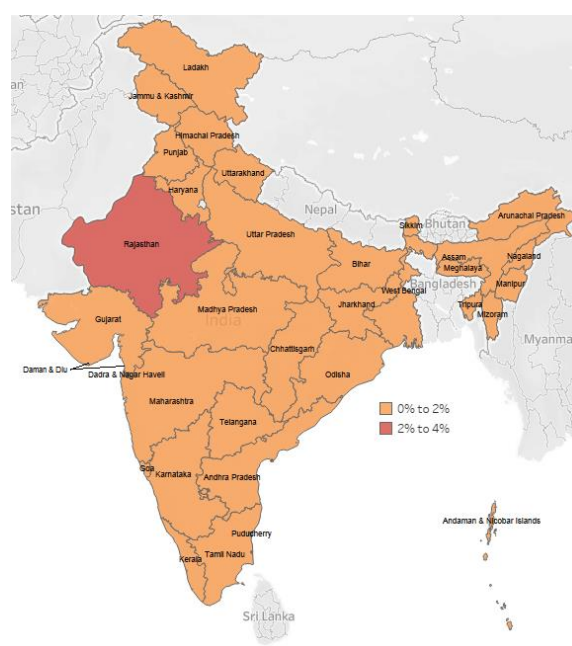 Ladakh
an
Jammu & Kashmir
Himachal Pradesh
Punjab
Uttarakhand
Haryana
Nepal
stan
Arunachal Pradesh
Sikkim
Bhutan
Rajasthan
Uttar Pradesh
Assam
Nagaland
Bihar
Meghalaya
Manipur
Bangladesh
West Bengal
Jharkhand
Tripura
Mizoram
Madhya Pradesh
Gujarat
India
Myanma
Chhattisgarh
Daman & Diu
Dadra & Nagar Haveli
Odisha
Maharashtra
0% to 2%
Telangana
2% to 4%
Goa
Karnataka
Andhra Pradesh
Andaman & Nicobar Islands
Puducherry
Kerala
Tamil Nadu
Sri Lanka